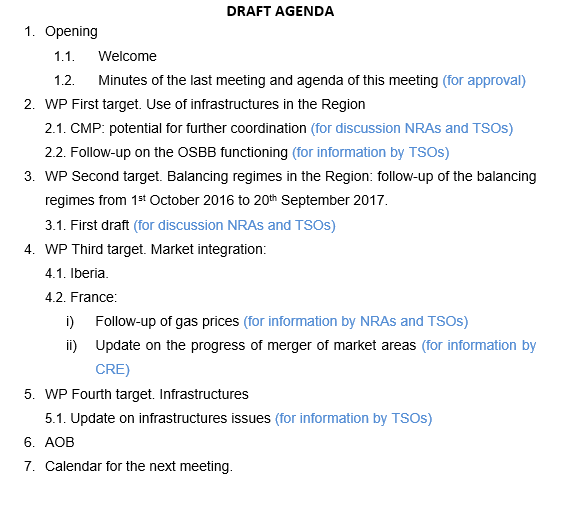 DRAFT AGENDA
1. Opening
1.1. Welcome
1.2. Minutes of the last meeting and agenda of this meeting (for approval)
2. WP First target. Use of infrastructures in the Region
2.1. CMP: potential for further coordination (for discussion NRAs and TSOs)
2.2. Follow-up on the OSBB functioning (for information by TSOs)
3. WP Second target. Balancing regimes in the Region: follow-up of the balancing
regimes from 1st October 2016 to 20th September 2017.
3.1. First draft (for discussion NRAs and TSOs)
4. WP Third target. Market integration:
4.1. Iberia.
4.2. France:
i) Follow-up of gas prices (for information by NRAs and TSOs)
ii) Update on the progress of merger of market areas (for information by
CRE)
5. WP Fourth target. Infrastructures
5.1. Update on infrastructures issues (for information by TSOs)
6. AOB
7. Calendar for the next meeting.